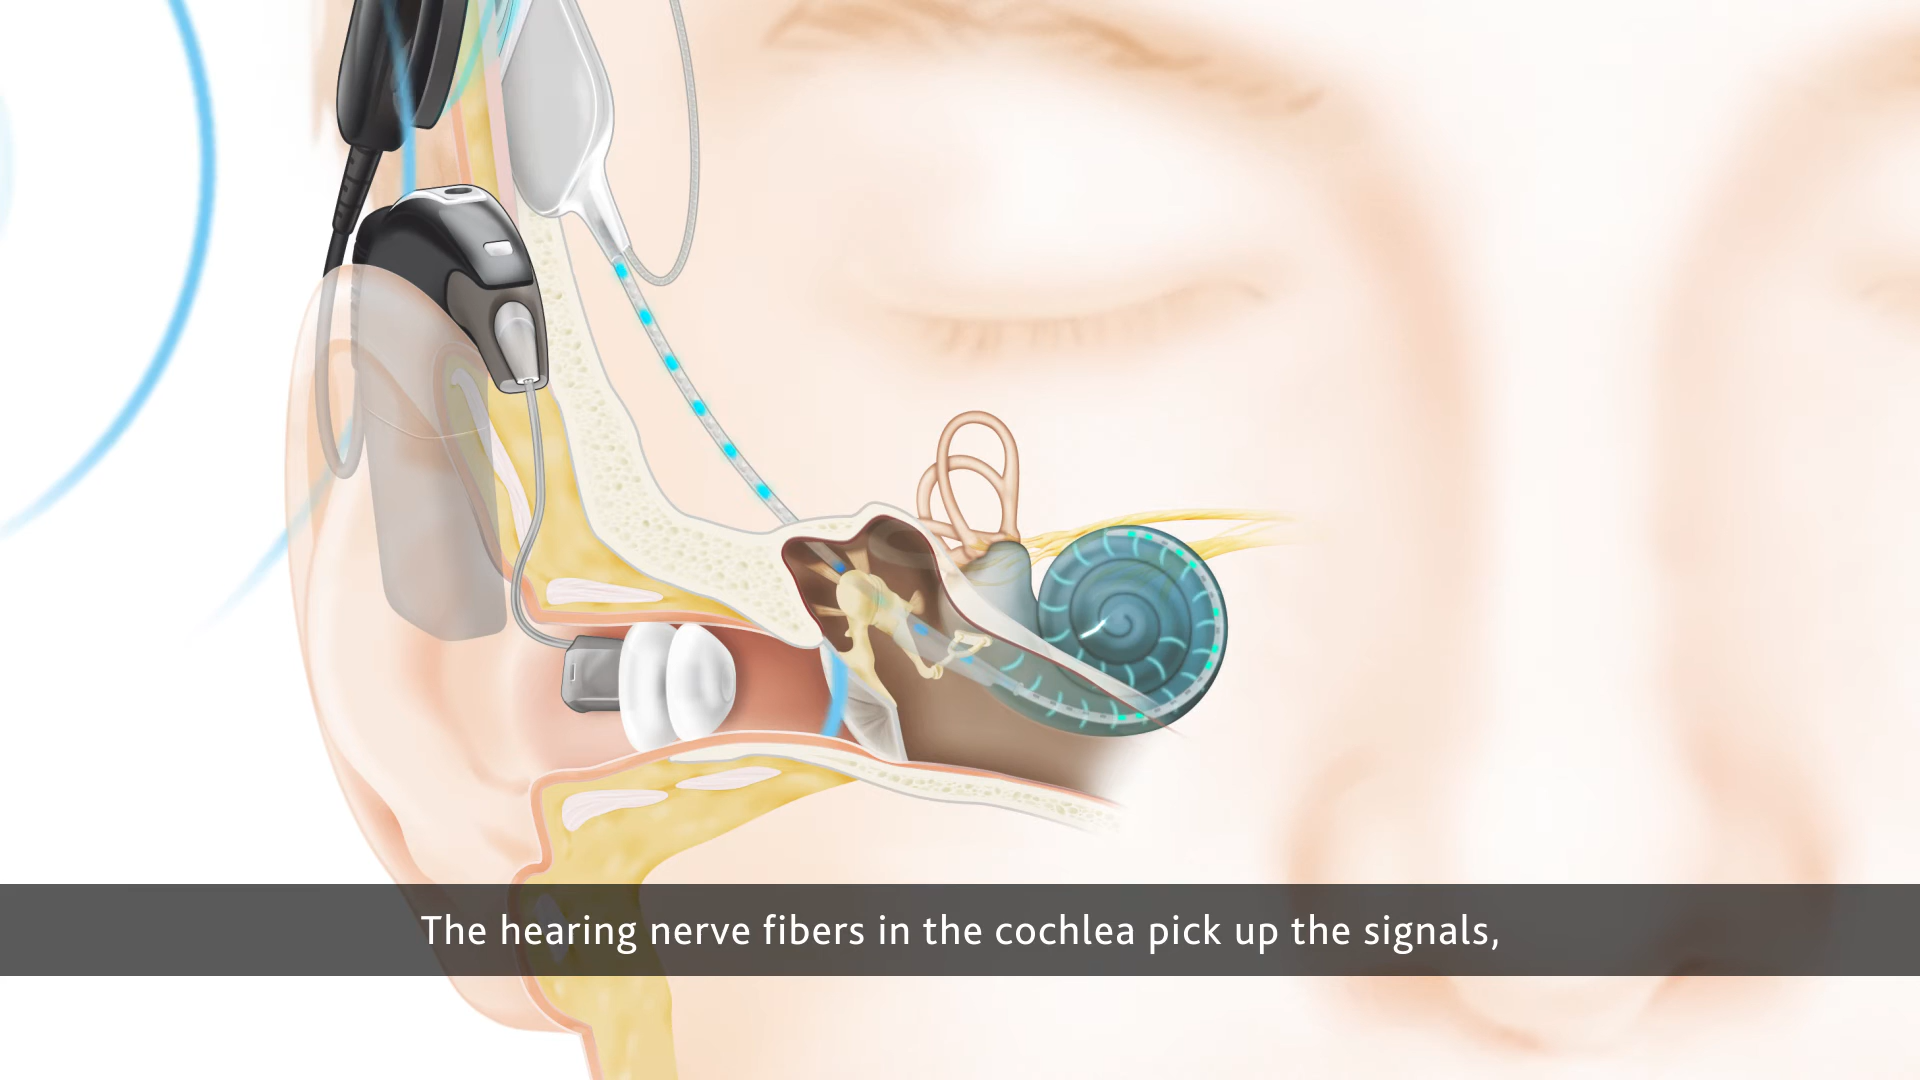 The hearing nerve fibers in the cochlea pick up the signals,